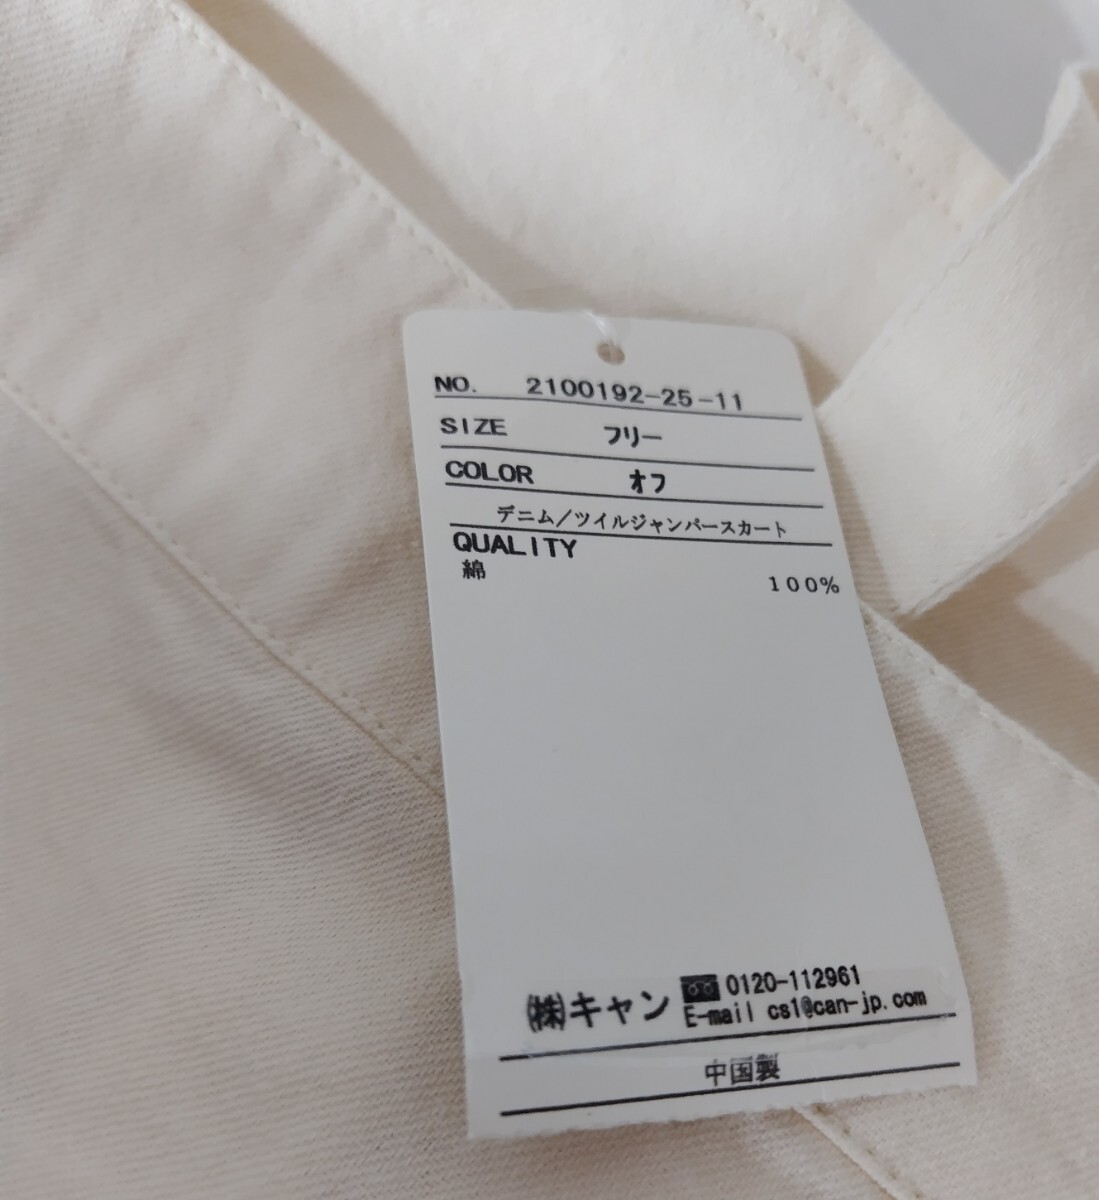 NO. 2100192-25-11
SIZE フリー
COLOR オフ
デニム/ツイルジャンパースカート
QUALITY
綿 100%
㈱キャン 0120-112961
E-mail cs1@can-jp.com
中国製